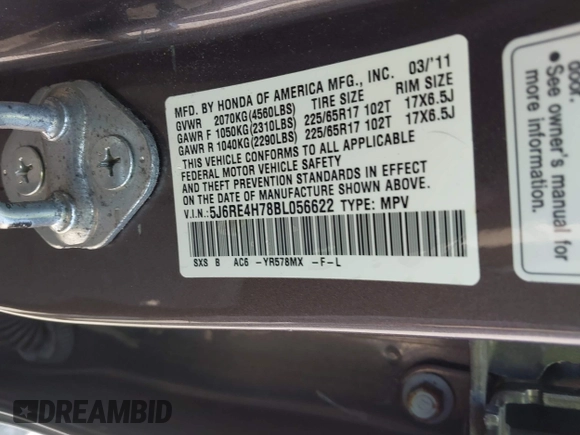 MFD. BY HONDA OF AMERICA MFG., INC. 03/'11
GVWR 2070KG(4560LBS) TIRE SIZE RIM SIZE
GAWR F 1050KG(2310LBS) 225/65R17 102T 17X6.5J
GAWR R 1040KG(2290LBS) 225/65R17 102T 17X6.5J
THIS VEHICLE CONFORMS TO ALL APPLICABLE
FEDERAL MOTOR VEHICLE SAFETY
AND THEFT PREVENTION STANDARDS IN EFFECT
ON THE DATE OF MANUFACTURE SHOWN ABOVE.
V.I.N.: 5J6RE4H78BL056622 TYPE: MPV
SXS B AC6 -YR578MX -F-L
door.
• See owner's
manual for
DREAMBID